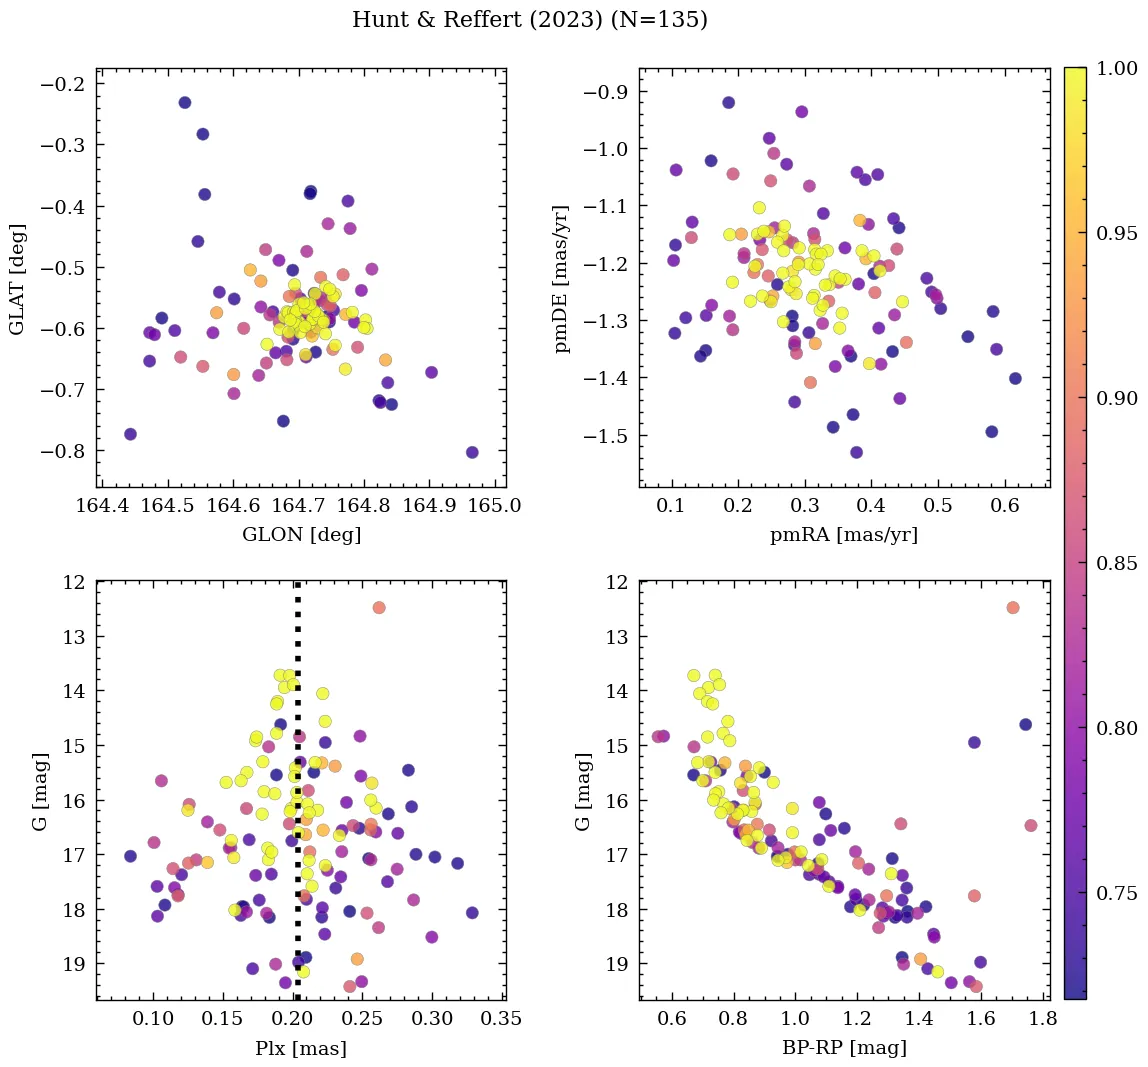 Hunt & Reffert (2023) (N=135)
−0.2
−0.3
−0.4
−0.5
−0.6
−0.7
−0.8
GLAT [deg]
164.4 164.5 164.6 164.7 164.8 164.9 165.0
GLON [deg]
−0.9
−1.0
−1.1
−1.2
−1.3
−1.4
−1.5
pmDE [mas/yr]
0.1 0.2 0.3 0.4 0.5 0.6
pmRA [mas/yr]
12
13
14
15
16
17
18
19
G [mag]
0.10 0.15 0.20 0.25 0.30 0.35
Plx [mas]
12
13
14
15
16
17
18
19
G [mag]
0.6 0.8 1.0 1.2 1.4 1.6 1.8
BP-RP [mag]
1.00
0.95
0.90
0.85
0.80
0.75